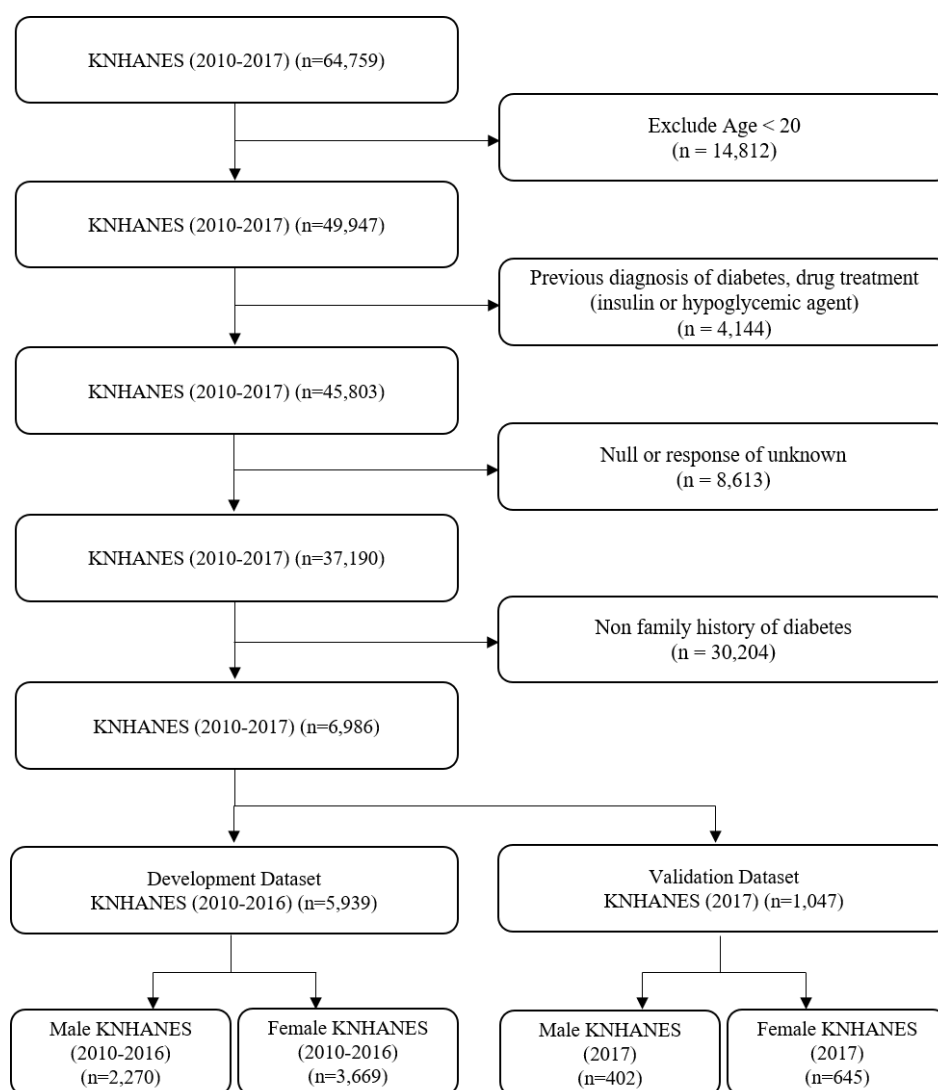 KNHANES (2010-2017) (n=64,759)
Exclude Age < 20
(n = 14,812)
KNHANES (2010-2017) (n=49,947)
Previous diagnosis of diabetes, drug treatment
(insulin or hypoglycemic agent)
(n = 4,144)
KNHANES (2010-2017) (n=45,803)
Null or response of unknown
(n = 8,613)
KNHANES (2010-2017) (n=37,190)
Non family history of diabetes
(n = 30,204)
KNHANES (2010-2017) (n=6,986)
Development Dataset
KNHANES (2010-2016) (n=5,939)
Validation Dataset
KNHANES (2017) (n=1,047)
Male KNHANES
(2010-2016)
n=2,270)
Female KNHANES
(2010-2016)
n=3,669)
Male KNHANES
(2017)
n=402)
Female KNHANES
(2017)
n=645)